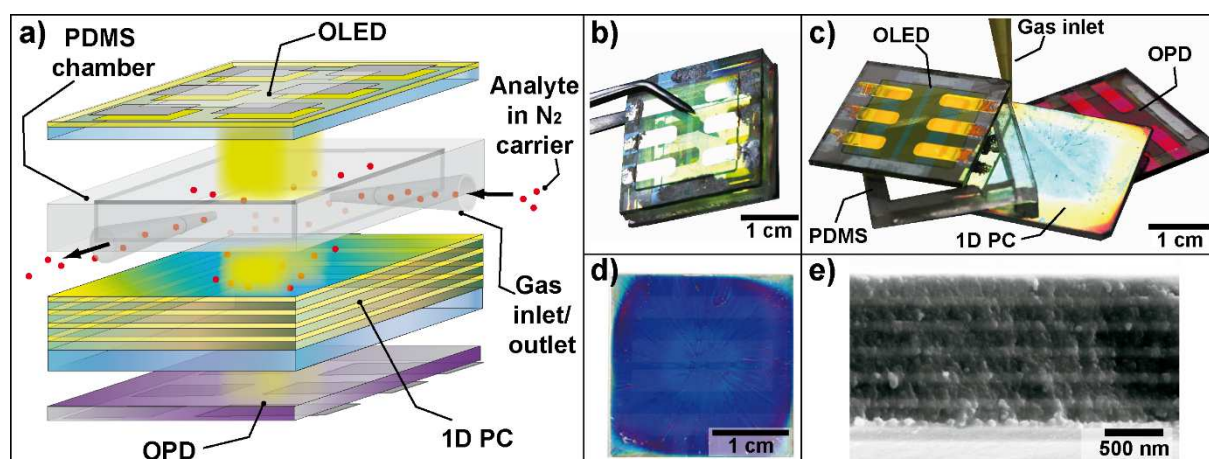 a)
PDMS
chamber
OLED
Analyte
in N₂
carrier
Gas
inlet/
outlet
OPD
1D PC
b)
1 cm
c)
Gas inlet
OLED
OPD
PDMS
1D PC
1 cm
d)
1 cm
e)
500 nm